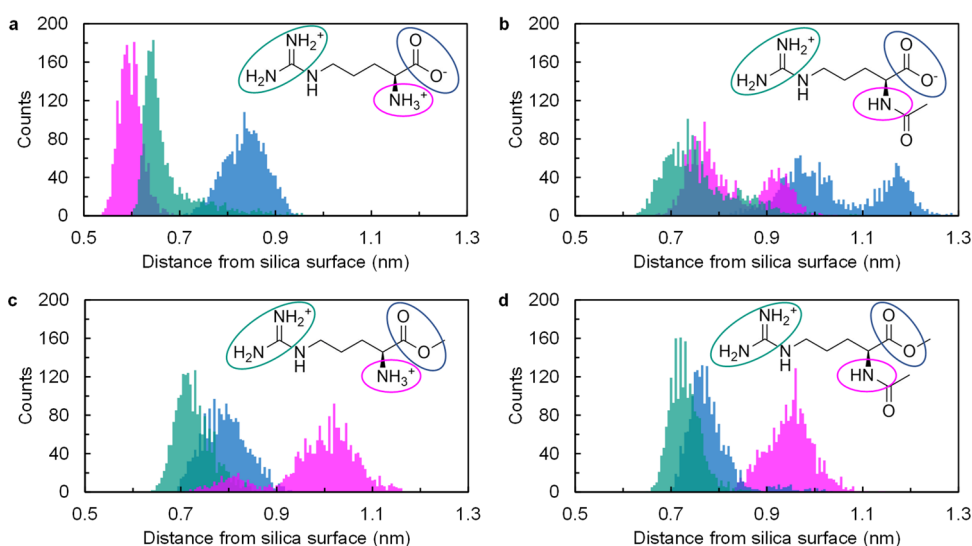 a
200
160
120
80
40
0
Counts
0.5 0.7 0.9 1.1 1.3
Distance from silica surface (nm)
NH2+
H2N
N
H
O
O-
NH3+
b
200
160
120
80
40
0
Counts
0.5 0.7 0.9 1.1 1.3
Distance from silica surface (nm)
NH2+
H2N
N
H
O
O-
HN
O
c
200
160
120
80
40
0
Counts
0.5 0.7 0.9 1.1 1.3
Distance from silica surface (nm)
NH2+
H2N
N
H
O
O
NH3+
d
200
160
120
80
40
0
Counts
0.5 0.7 0.9 1.1 1.3
Distance from silica surface (nm)
NH2+
H2N
N
H
O
O
HN
O